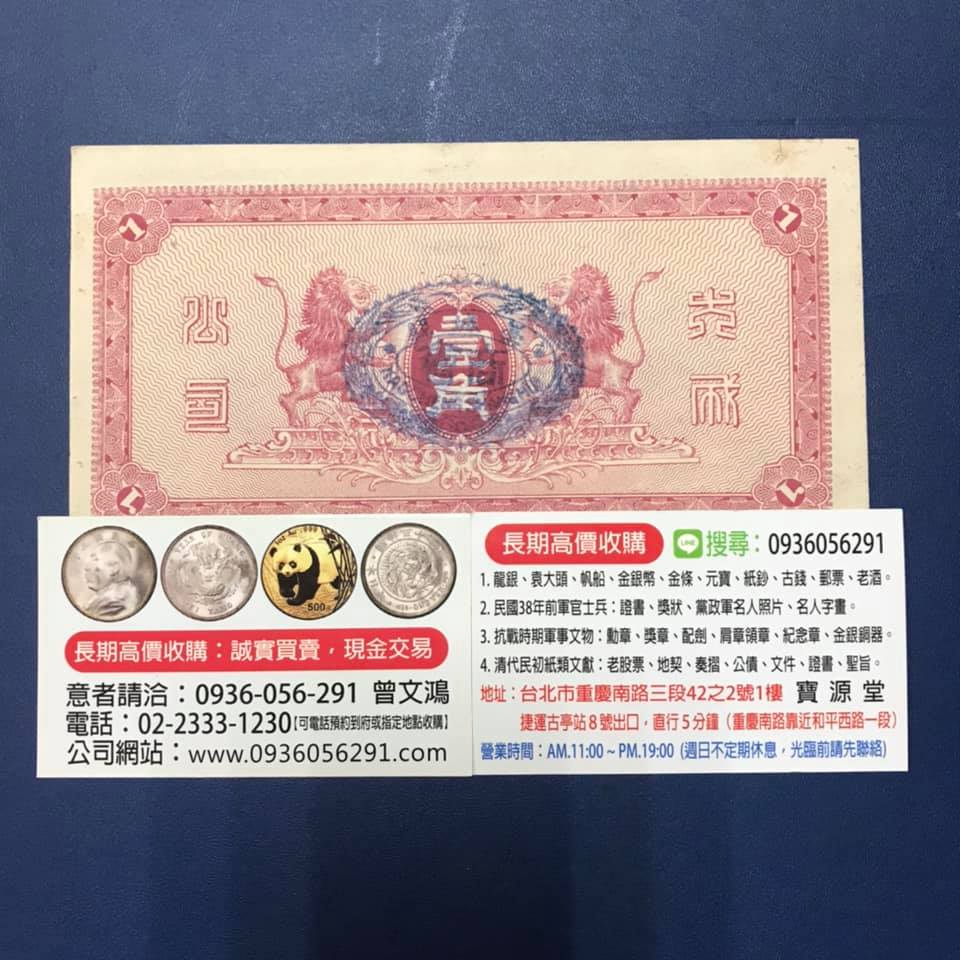 1 1
公司
壹角
1 1
長期高價收購：誠實買賣，現金交易
意者請洽：0936-056-291 曾文鴻
電話：02-2333-1230【可電話預約到府或指定地點收購】
公司網站：www.0936056291.com
長期高價收購 LINE 搜尋：0936056291
1. 龍銀、袁大頭、帆船、金銀幣、金條、元寶、紙鈔、古錢、郵票、老酒。
2. 民國38年前軍官士兵：證書、獎狀、黨政軍名人照片、名人字畫。
3. 抗戰時期軍事文物：勳章、獎章、配劍、肩章領章、紀念章、金銀銅器。
4. 清代民初紙類文獻：老股票、地契、奏摺、公債、文件、證書、聖旨。
地址：台北市重慶南路三段42之2號1樓 寶源堂
捷運古亭站8號出口，直行5分鐘（重慶南路靠近和平西路一段）
營業時間：AM.11:00 ~ PM.19:00 (週日不定期休息，光臨前請先聯絡)